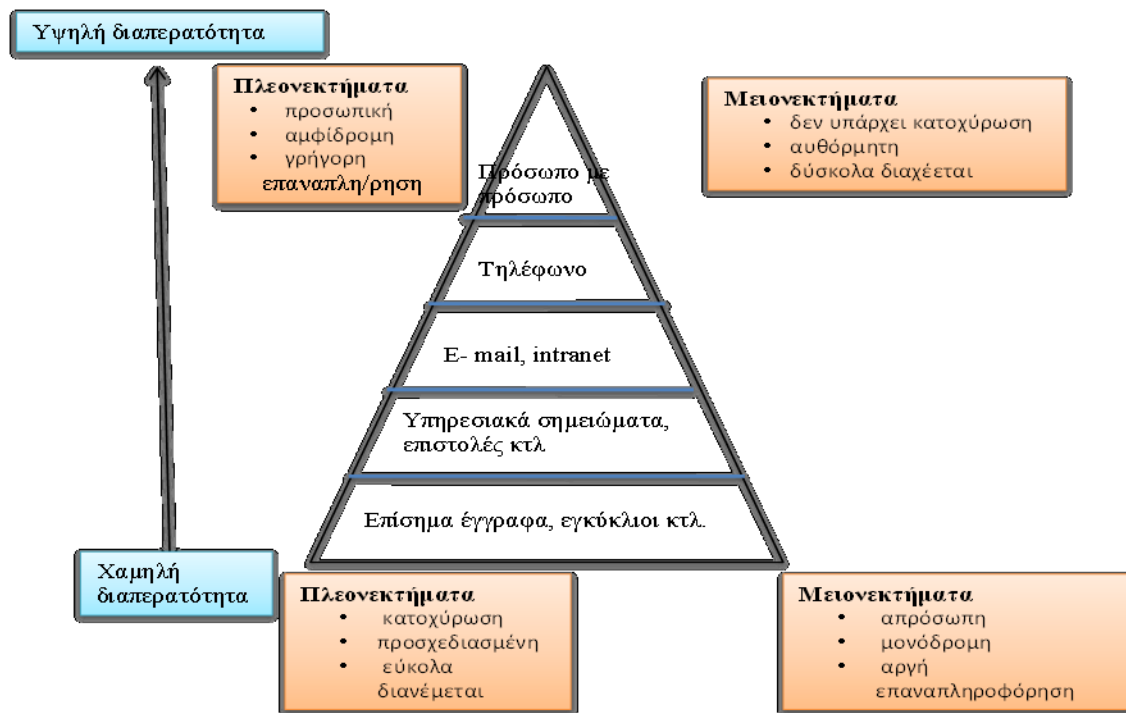 Υψηλή διαπερατότητα
Πλεονεκτήματα
• προσωπική
• αμφίδρομη
• γρήγορη
επαναπλη/ρηση
Μειονεκτήματα
• δεν υπάρχει κατοχύρωση
• αυθόρμητη
• δύσκολα διαχέεται
Πρόσωπο με
πρόσωπο
Τηλέφωνο
E- mail, intranet
Υπηρεσιακά σημειώματα,
επιστολές κτλ
Επίσημα έγγραφα, εγκύκλιοι κτλ.
Χαμηλή
διαπερατότητα
Πλεονεκτήματα
• κατοχύρωση
• προσχεδιασμένη
• εύκολα
διανέμεται
Μειονεκτήματα
• απρόσωπη
• μονόδρομη
• αργή
επαναπληροφόρηση